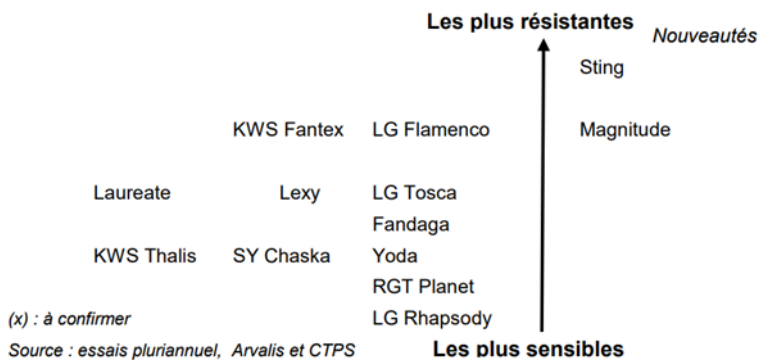 Les plus résistantes
Nouveautés
Sting
KWS Fantex LG Flamenco Magnitude
Laureate Lexy LG Tosca
Fandaga
KWS Thalis SY Chaska Yoda
RGT Planet
(x) : à confirmer LG Rhapsody
Source : essais pluriannuel, Arvalis et CTPS Les plus sensibles